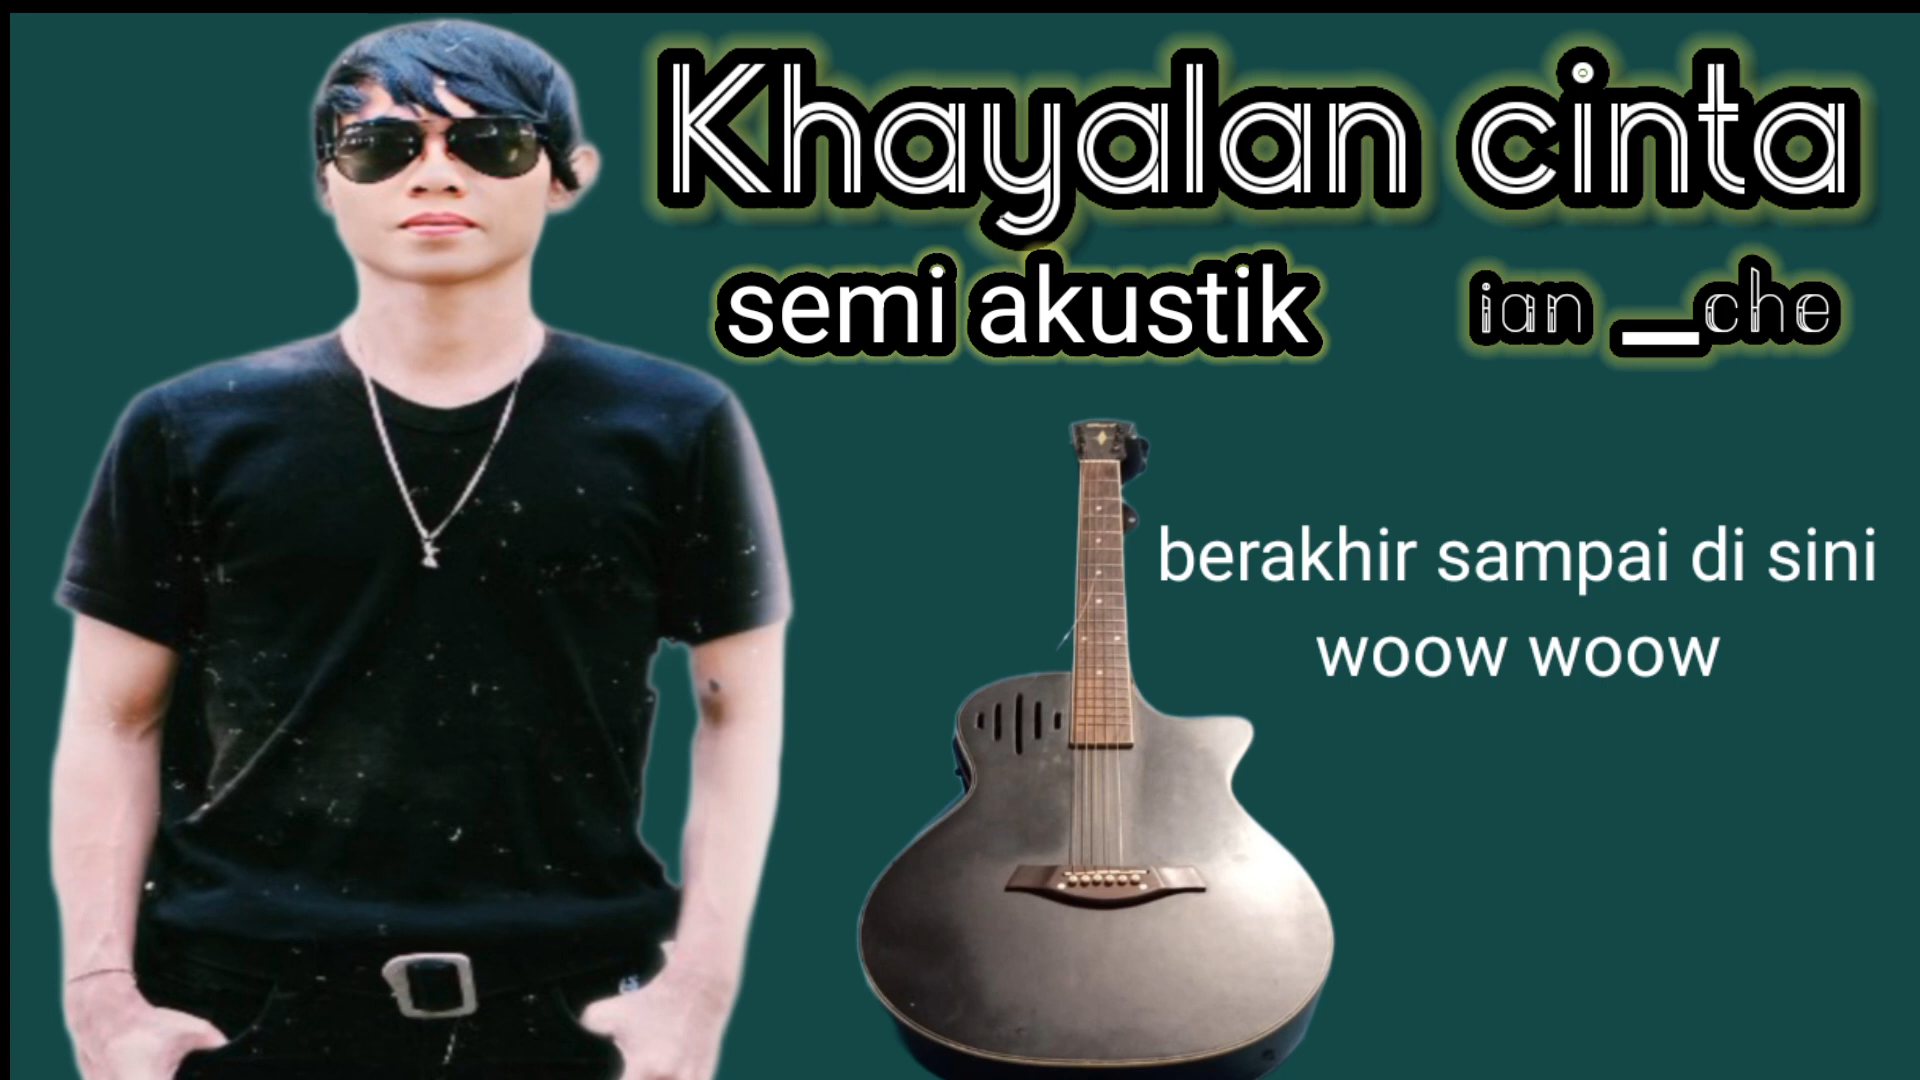 Khayalan cinta
semi akustik ian _che
berakhir sampai di sini
woow woow